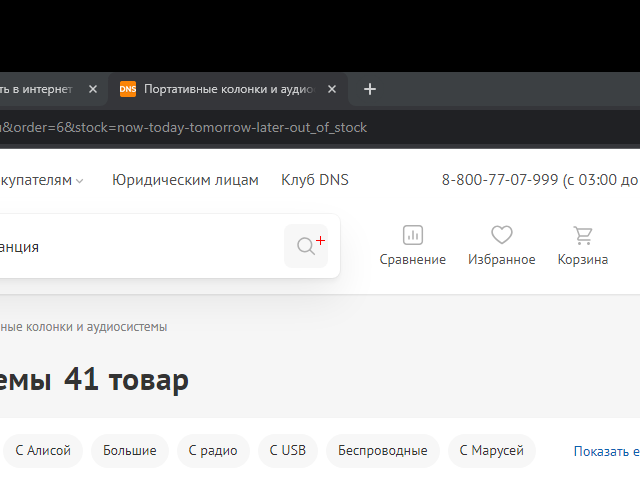 ть в интернет
DNS Портативные колонки и аудио
&order=6&stock=now-today-tomorrow-later-out_of_stock
купателям Юридическим лицам Клуб DNS 8-800-77-07-999 (с 03:00 до
анция
Сравнение Избранное Корзина
ные колонки и аудиосистемы
емы 41 товар
С Алисой Большие С радио С USB Беспроводные С Марусей Показать е